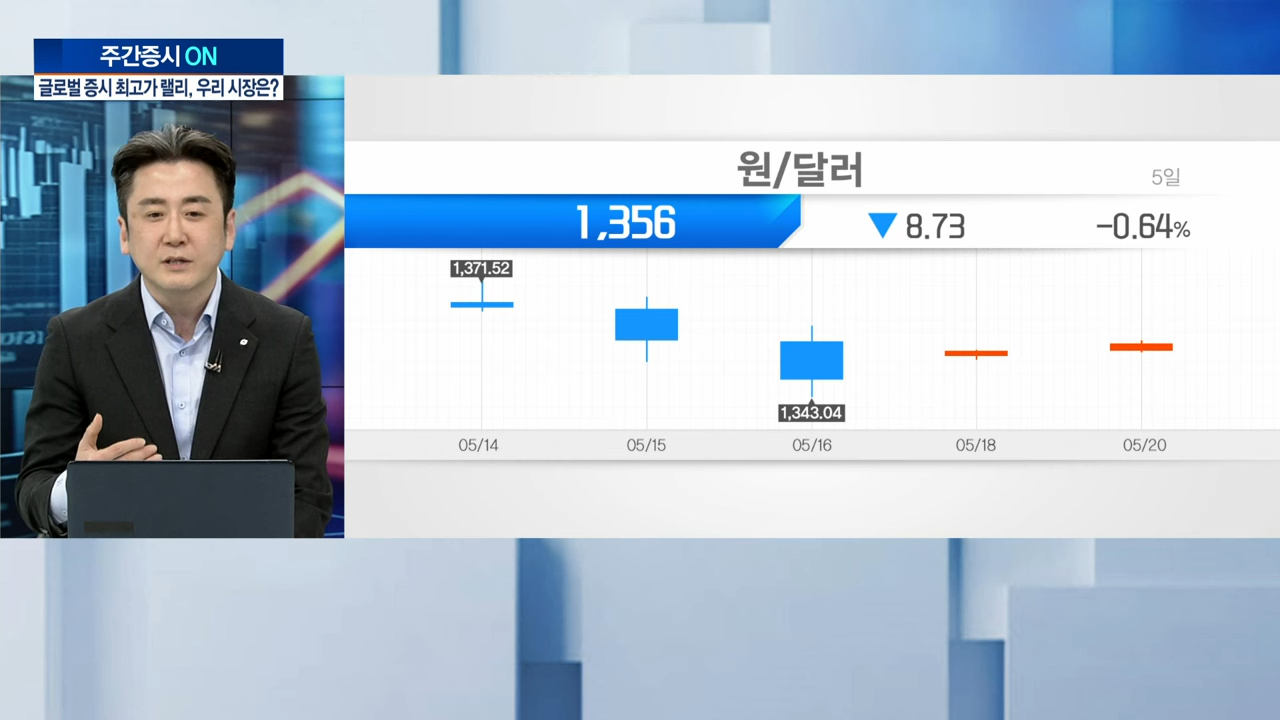 주간증시 ON
글로벌 증시 최고가 랠리, 우리 시장은?
원/달러
5일
1,356 ▼ 8.73 -0.64%
1,371.52
1,343.04
05/14 05/15 05/16 05/18 05/20